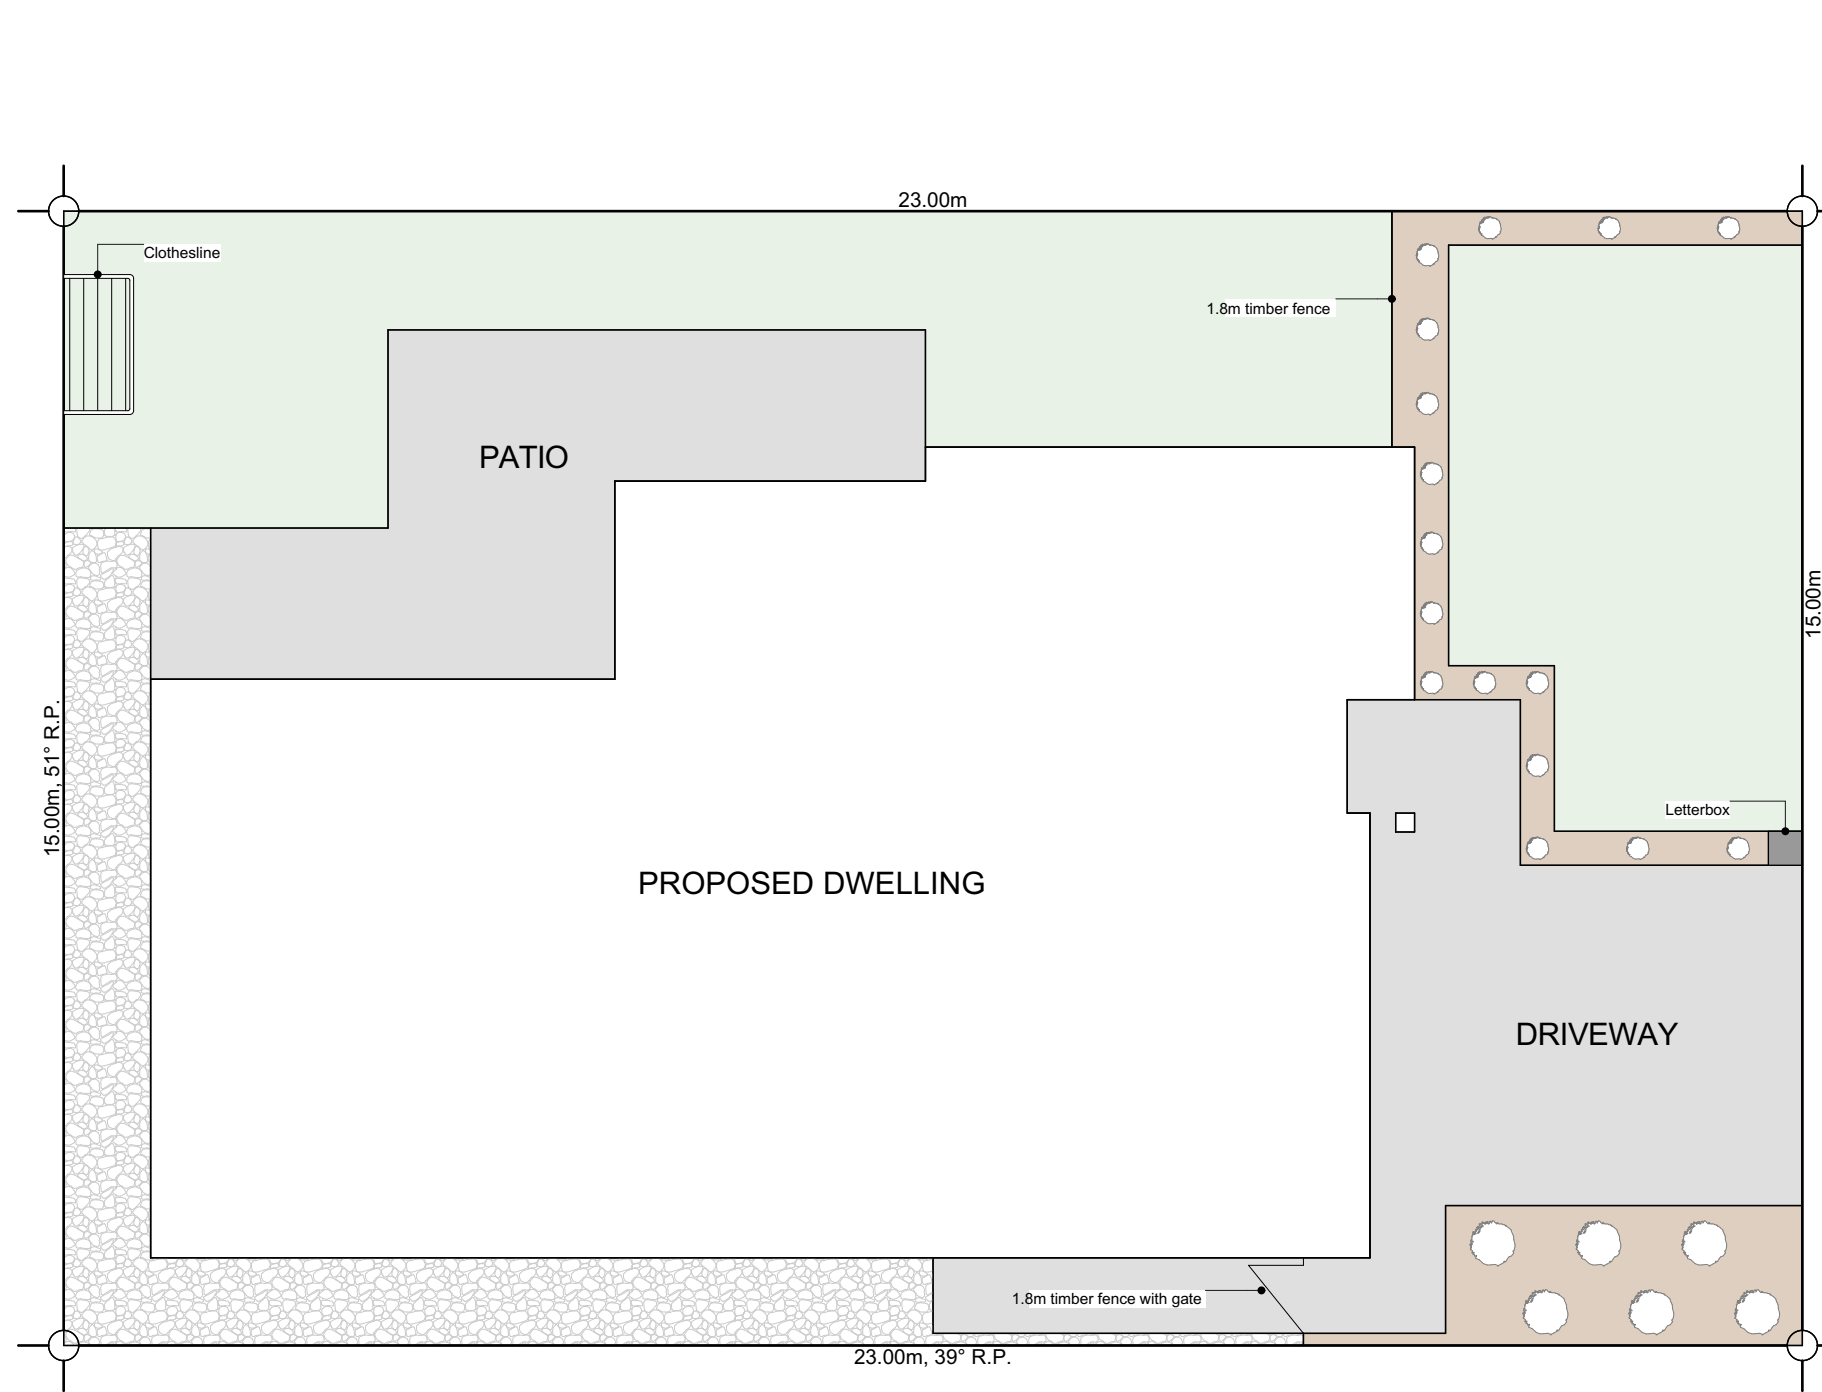 23.00m
Clothesline
1.8m timber fence
PATIO
15.00m
15.00m, 51° R.P.
Letterbox
PROPOSED DWELLING
DRIVEWAY
1.8m timber fence with gate
23.00m, 39° R.P.